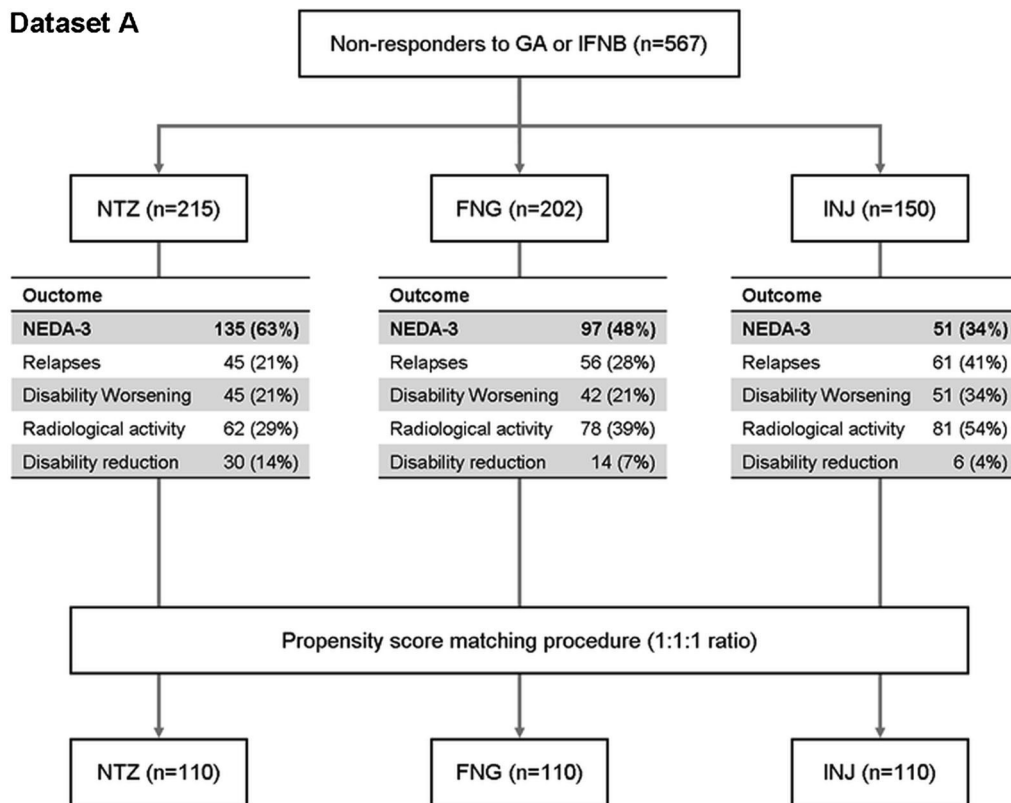 Dataset A
Non-responders to GA or IFNB (n=567)
NTZ (n=215)
FNG (n=202)
INJ (n=150)
Ouctome
NEDA-3 135 (63%)
Relapses 45 (21%)
Disability Worsening 45 (21%)
Radiological activity 62 (29%)
Disability reduction 30 (14%)
Outcome
NEDA-3 97 (48%)
Relapses 56 (28%)
Disability Worsening 42 (21%)
Radiological activity 78 (39%)
Disability reduction 14 (7%)
Outcome
NEDA-3 51 (34%)
Relapses 61 (41%)
Disability Worsening 51 (34%)
Radiological activity 81 (54%)
Disability reduction 6 (4%)
Propensity score matching procedure (1:1:1 ratio)
NTZ (n=110)
FNG (n=110)
INJ (n=110)